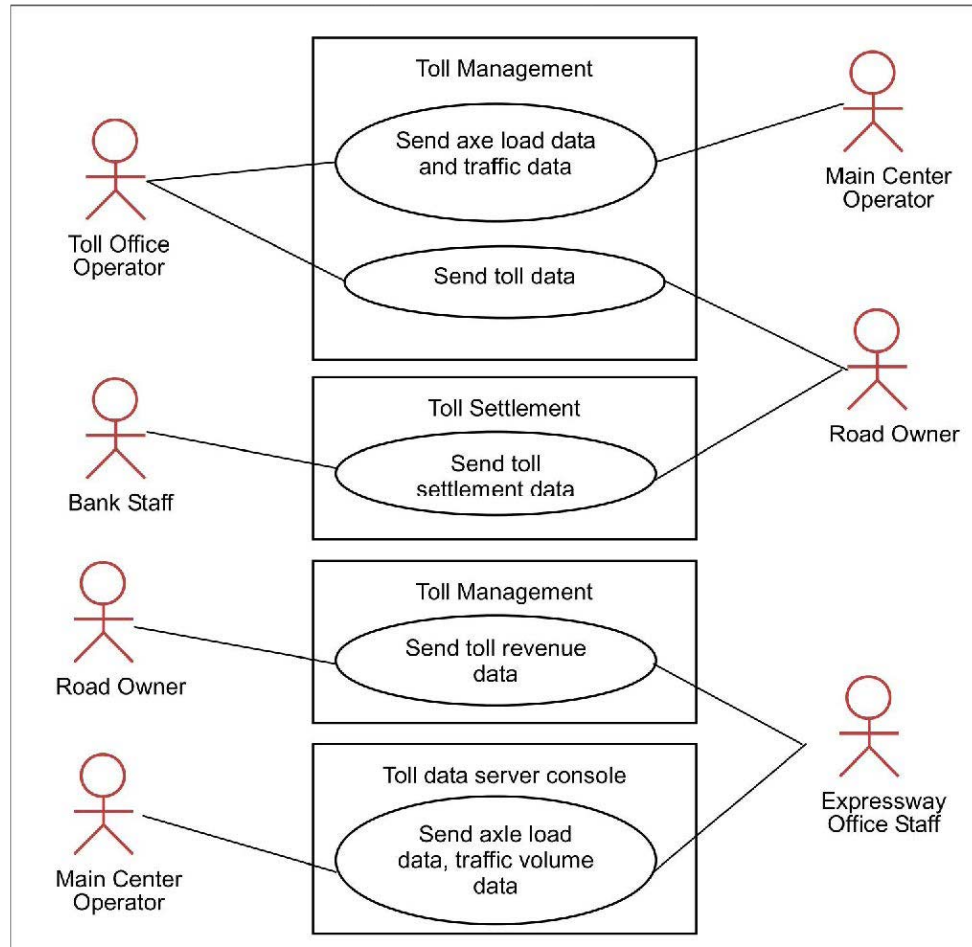 Toll Management
Send axe load data
and traffic data
Main Center
Operator
Toll Office
Operator
Send toll data
Toll Settlement
Road Owner
Send toll
settlement data
Bank Staff
Toll Management
Send toll revenue
data
Road Owner
Toll data server console
Expressway
Office Staff
Send axle load
data, traffic volume
data
Main Center
Operator